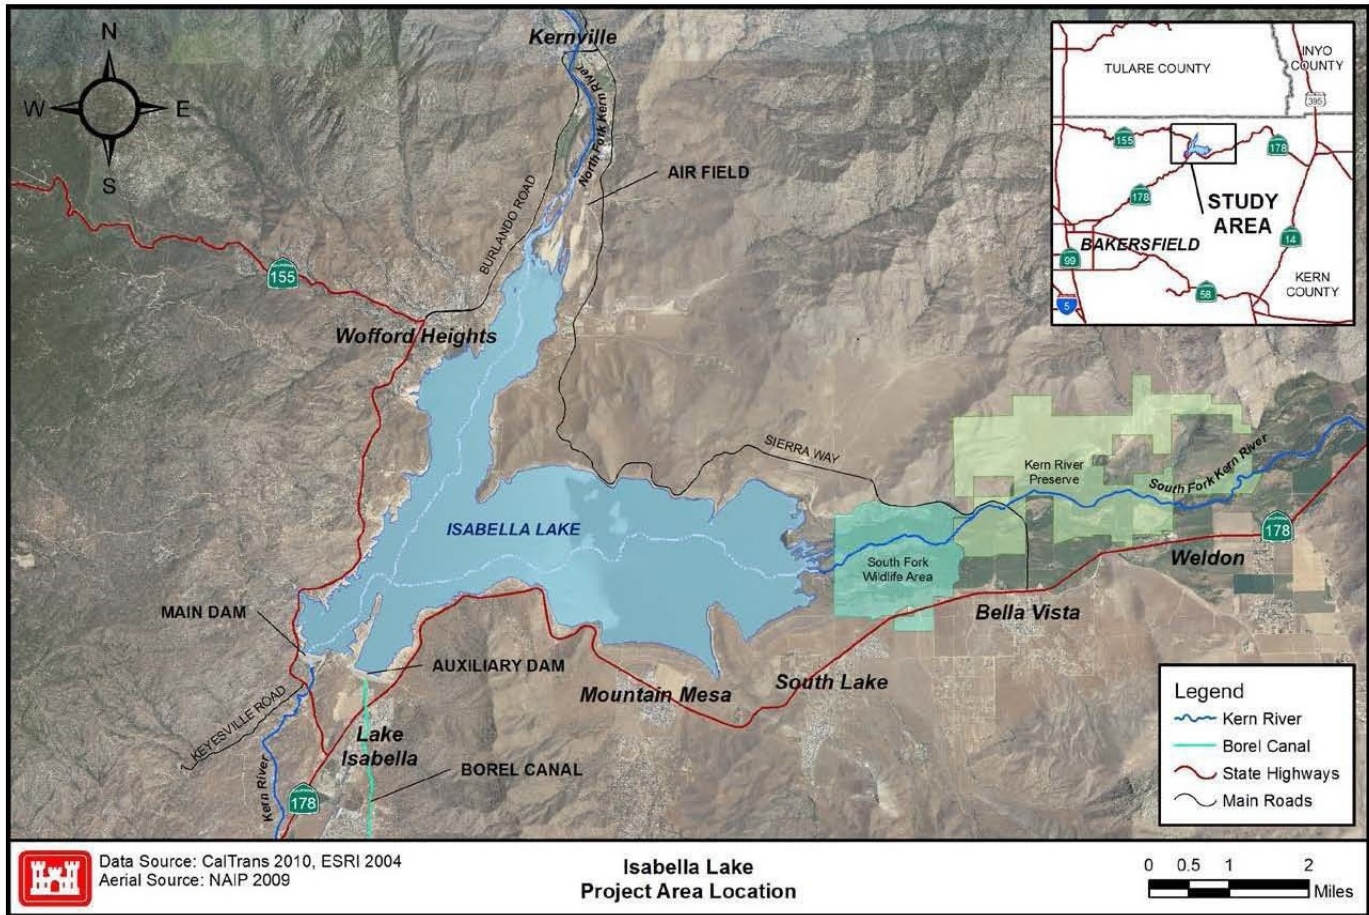 Kernville
N
W
E
S
North Fork Kern River
AIR FIELD
BURLANDO ROAD
CALIFORNIA
155
Wofford Heights
TULARE COUNTY
INYO
COUNTY
395
155
178
178
STUDY
AREA
BAKERSFIELD
14
99
KERN
COUNTY
58
5
SIERRA WAY
Kern River
Preserve
South Fork Kern River
ISABELLA LAKE
South Fork
Wildlife Area
CALIFORNIA
178
Weldon
Bella Vista
MAIN DAM
AUXILIARY DAM
Mountain Mesa
South Lake
KEYESVILLE ROAD
Lake
Isabella
BOREL CANAL
Kern River
CALIFORNIA
178
Legend
Kern River
Borel Canal
State Highways
Main Roads
Data Source: CalTrans 2010, ESRI 2004
Aerial Source: NAIP 2009
Isabella Lake
Project Area Location
0 0.5 1 2
Miles